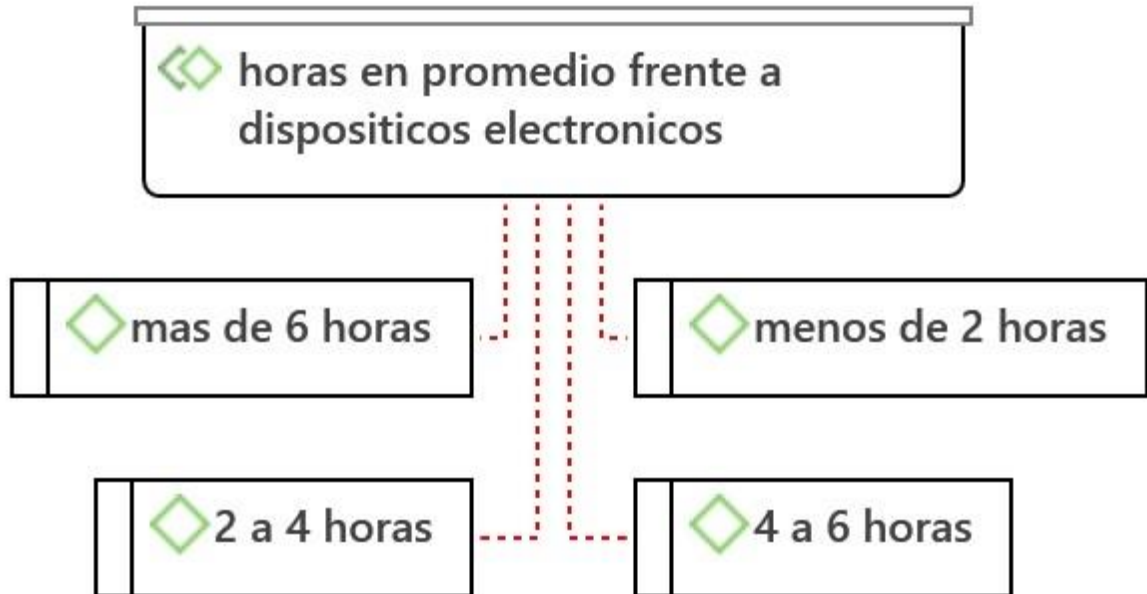 horas en promedio frente a
dispositicos electronicos
mas de 6 horas
menos de 2 horas
2 a 4 horas
4 a 6 horas